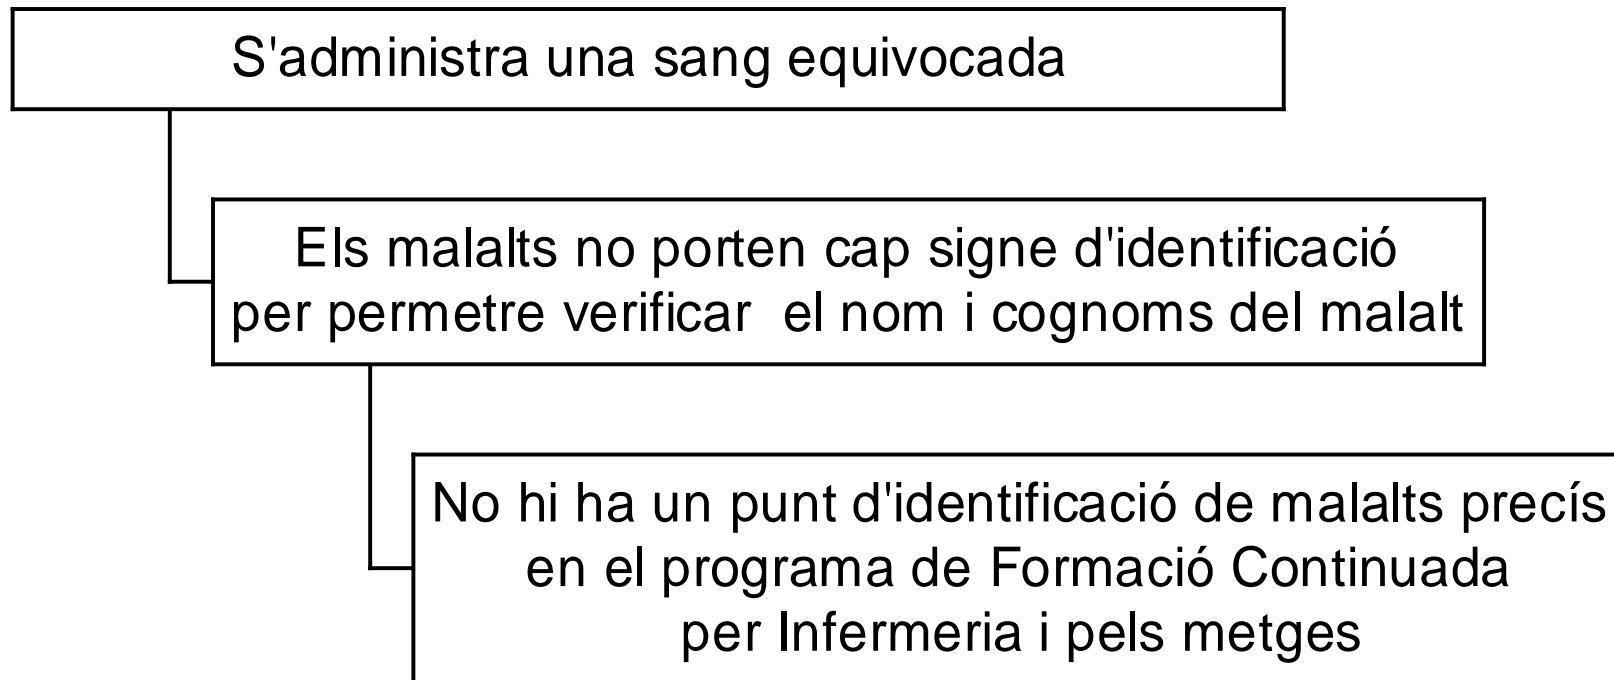 S'administra una sang equivocada
Els malalts no porten cap signe d'identificació
per permetre verificar el nom i cognoms del malalt
No hi ha un punt d'identificació de malalts precís
en el programa de Formació Continuada
per Infermeria i pels metges